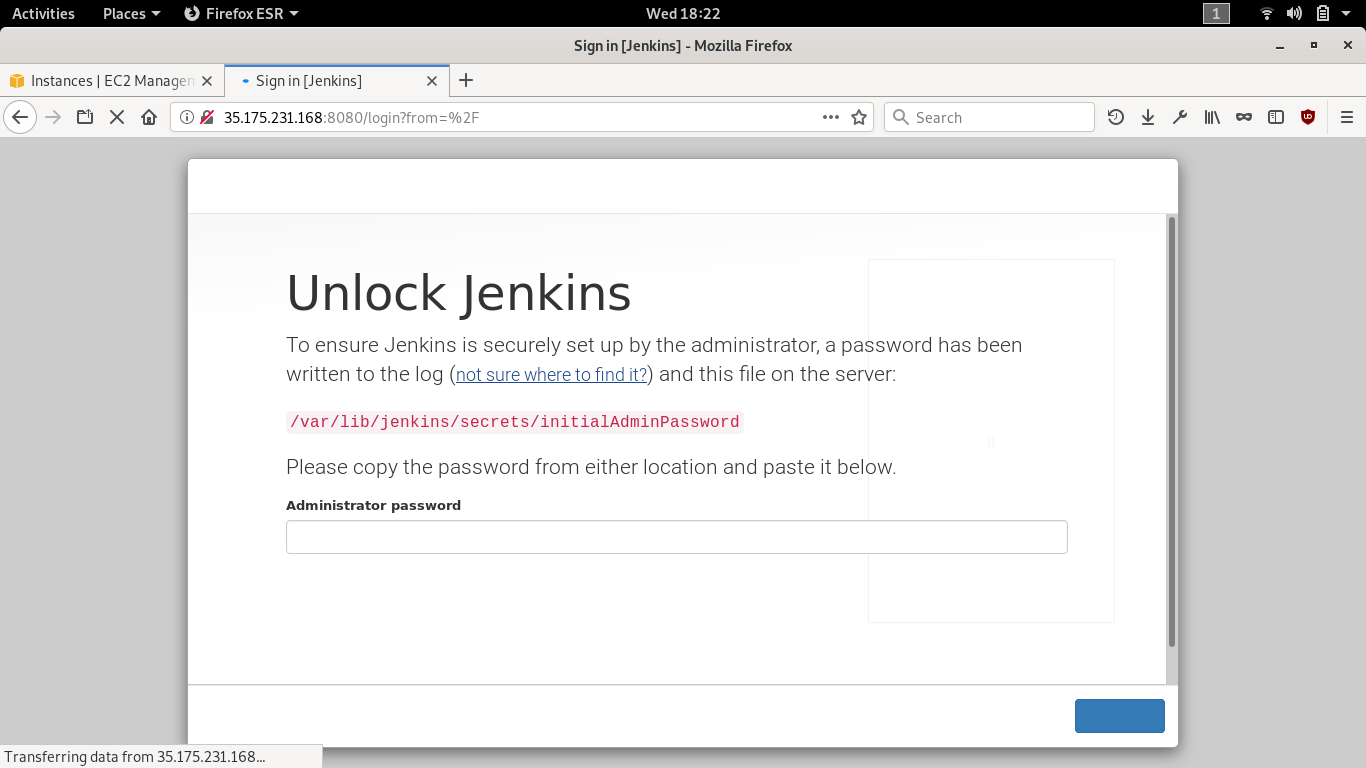 Activities Places Firefox ESR Wed 18:22 1
Sign in [Jenkins] - Mozilla Firefox
Instances | EC2 Managem Sign in [Jenkins]
35.175.231.168:8080/login?from=%2F Search
Unlock Jenkins
To ensure Jenkins is securely set up by the administrator, a password has been
written to the log (not sure where to find it?) and this file on the server:
/var/lib/jenkins/secrets/initialAdminPassword
Please copy the password from either location and paste it below.
Administrator password
Transferring data from 35.175.231.168...